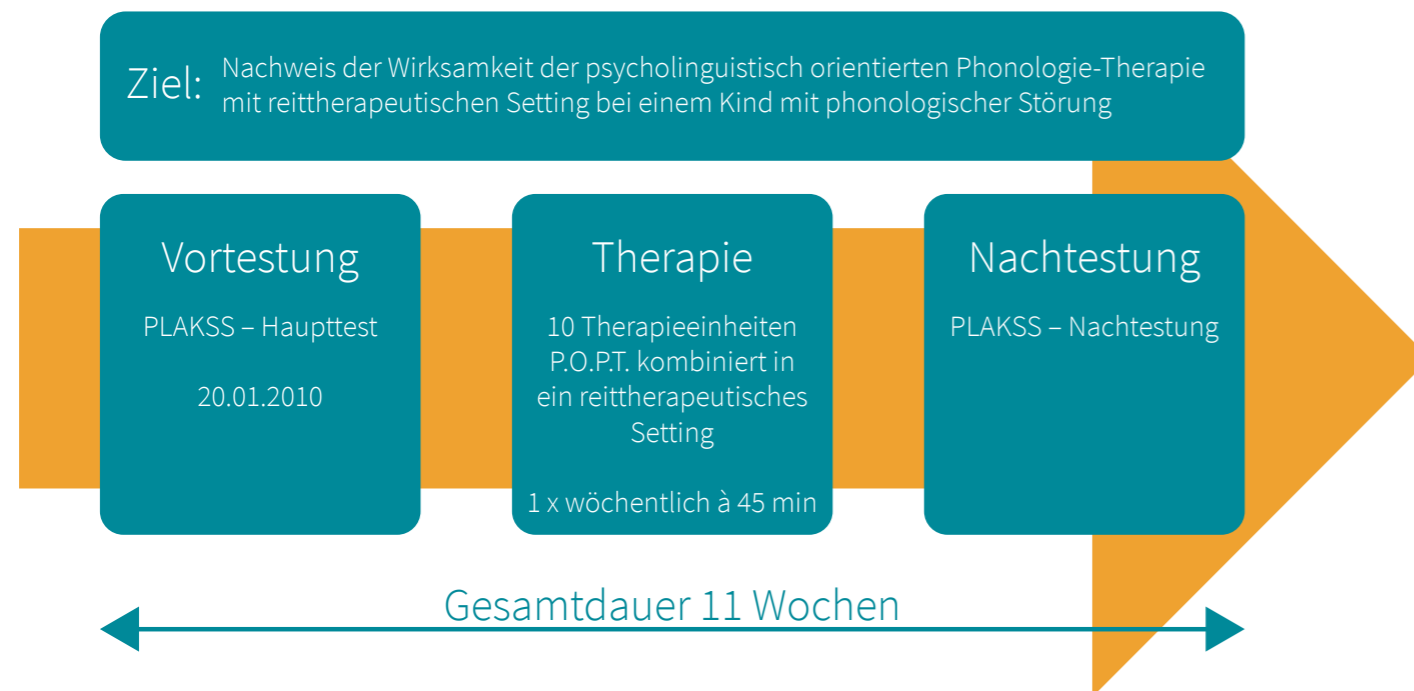 Ziel: Nachweis der Wirksamkeit der psycholinguistisch orientierten Phonologie-Therapie
mit reittherapeutischen Setting bei einem Kind mit phonologischer Störung
Vortestung
PLAKSS – Haupttest
20.01.2010
Therapie
10 Therapieeinheiten
P.O.P.T. kombiniert in
ein reittherapeutisches
Setting
1 x wöchentlich à 45 min
Nachtestung
PLAKSS – Nachtestung
Gesamtdauer 11 Wochen